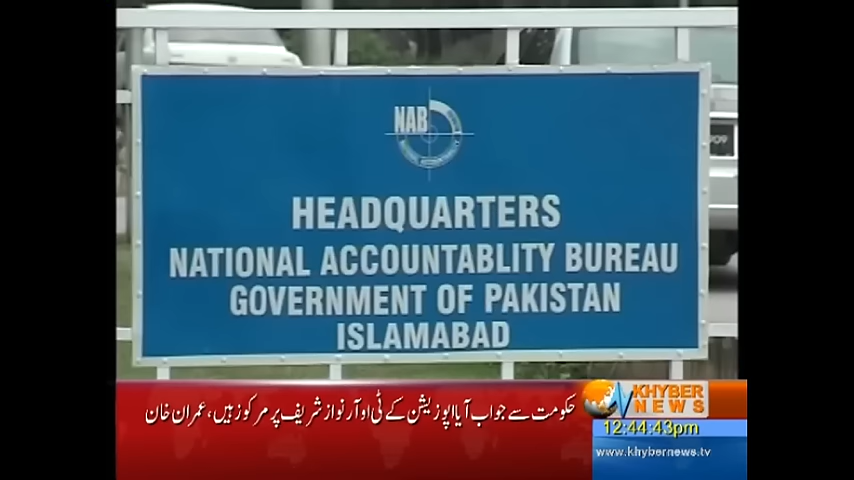 NAB
HEADQUARTERS
NATIONAL ACCOUNTABLITY BUREAU
GOVERNMENT OF PAKISTAN
ISLAMABAD
حکومت سے جواب آیا اپوزیشن کے ٹی او آر نواز شریف پر مرکوز ہیں، عمران خان
KHYBER
NEWS
12:44:43pm
www.khybernews.tv